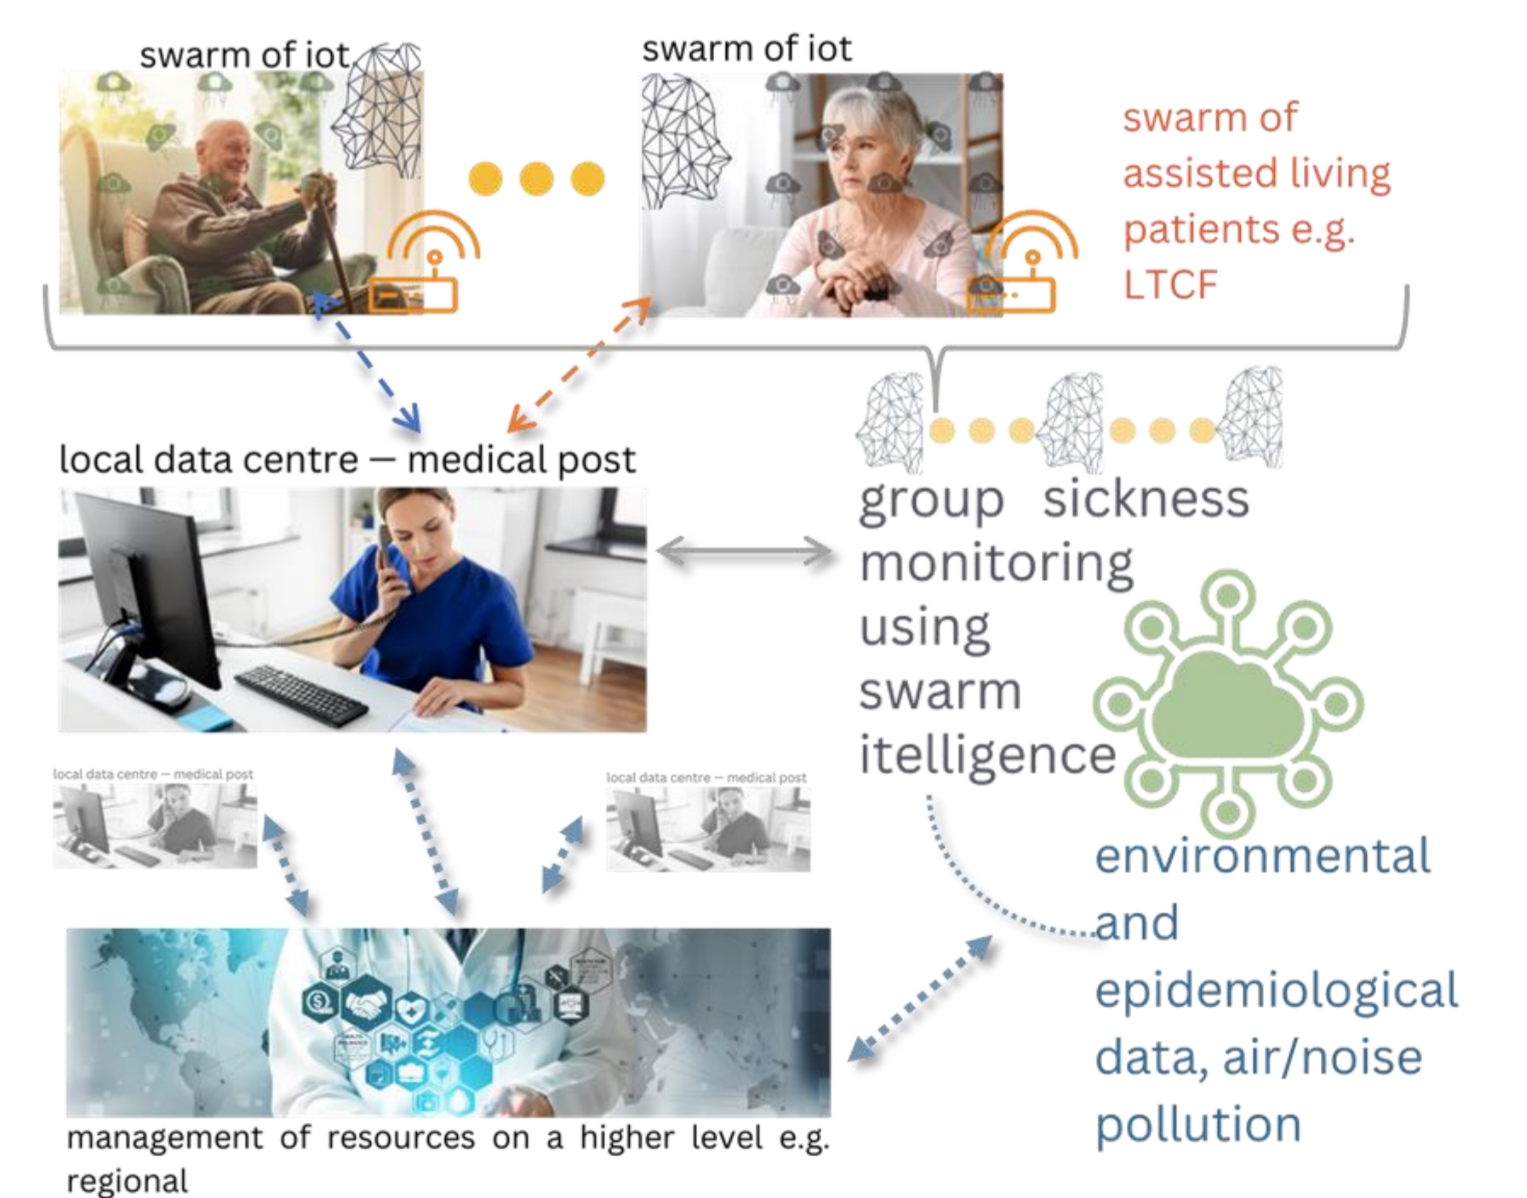 swarm of iot
swarm of iot
swarm of
assisted living
patients e.g.
LTCF
local data centre – medical post
group sickness
monitoring
using
swarm
itelligence
local data centre – medical post
local data centre – medical post
environmental
and
epidemiological
data, air/noise
pollution
management of resources on a higher level e.g.
regional